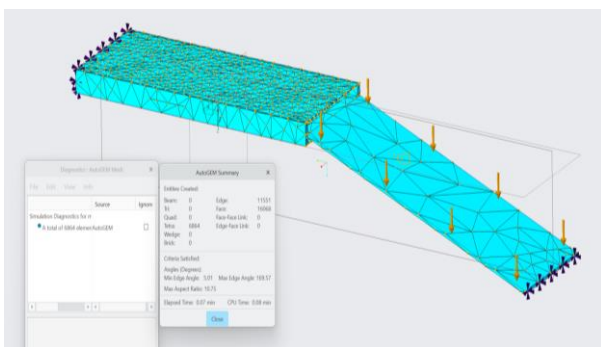 Diagnostics : AutoGEM Mesh
File Edit View Info
Source Ignore
Simulation Diagnostics for r
A total of 6864 elemen AutoGEM
AutoGEM Summary
Entities Created:
Beam: 0 Edge: 11551
Tri: 0 Face: 16068
Quad: 0 Face-Face Link: 0
Tetra: 6864 Edge-Face Link: 0
Wedge: 0
Brick: 0
Criteria Satisfied:
Angles (Degrees):
Min Edge Angle: 5.01 Max Edge Angle: 169.57
Max Aspect Ratio: 10.75
Elapsed Time: 0.07 min CPU Time: 0.08 min
Close